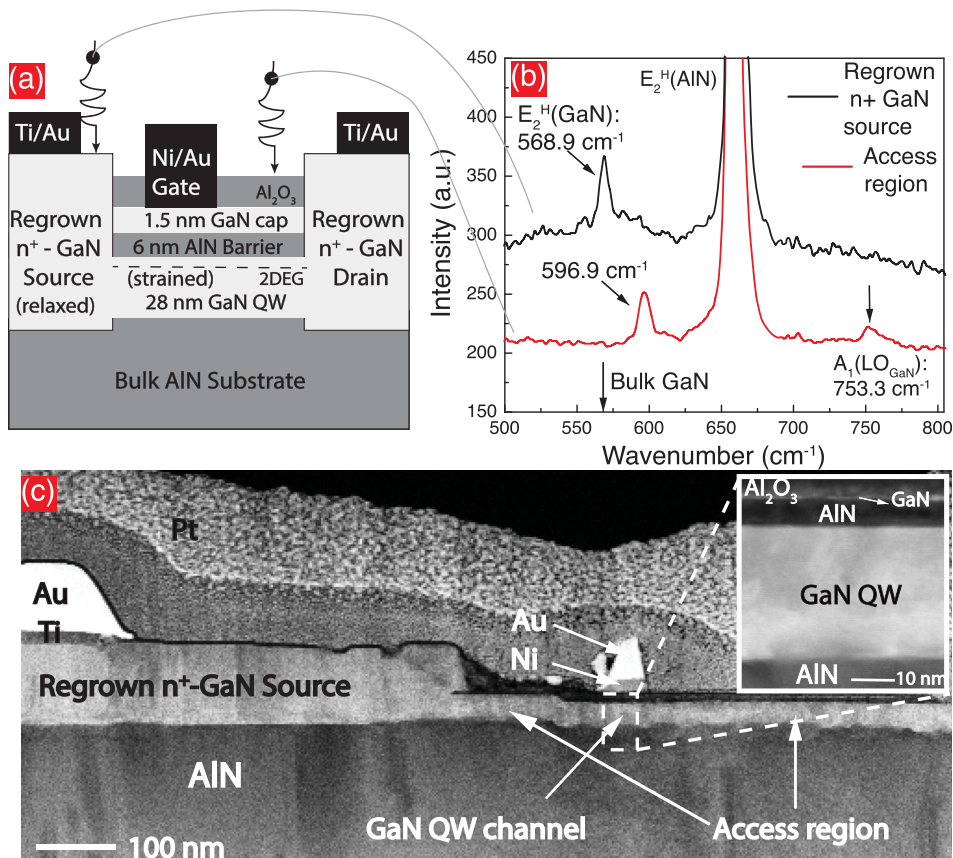 (a)
Ti/Au
Ti/Au
Ni/Au
Gate
Al₂O₃
1.5 nm GaN cap
6 nm AlN Barrier
Regrown
n⁺ - GaN
Source
(relaxed)
(strained)
2DEG
28 nm GaN QW
Regrown
n⁺ - GaN
Drain
Bulk AlN Substrate
(b)
450
400
350
300
250
200
150
Intensity (a.u.)
500
550
600
650
700
750
800
Wavenumber (cm⁻¹)
E₂ᴴ(AlN)
E₂ᴴ(GaN):
568.9 cm⁻¹
596.9 cm⁻¹
Bulk GaN
A₁(LO_GaN):
753.3 cm⁻¹
Regrown
n+ GaN
source
Access
region
(c)
Pt
Au
Ti
Au
Ni
Regrown n⁺-GaN Source
AlN
GaN QW channel
Access region
100 nm
Al₂O₃
GaN
AlN
GaN QW
AlN
10 nm